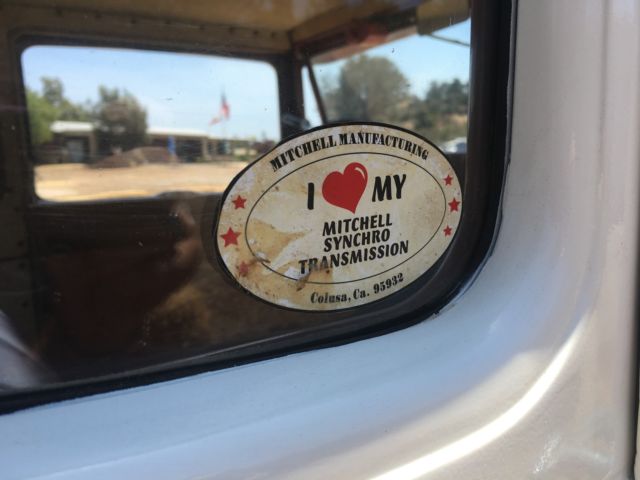 MITCHELL MANUFACTURING
I ❤ MY
MITCHELL
SYNCHRO
TRANSMISSION
Colusa, Ca. 95932